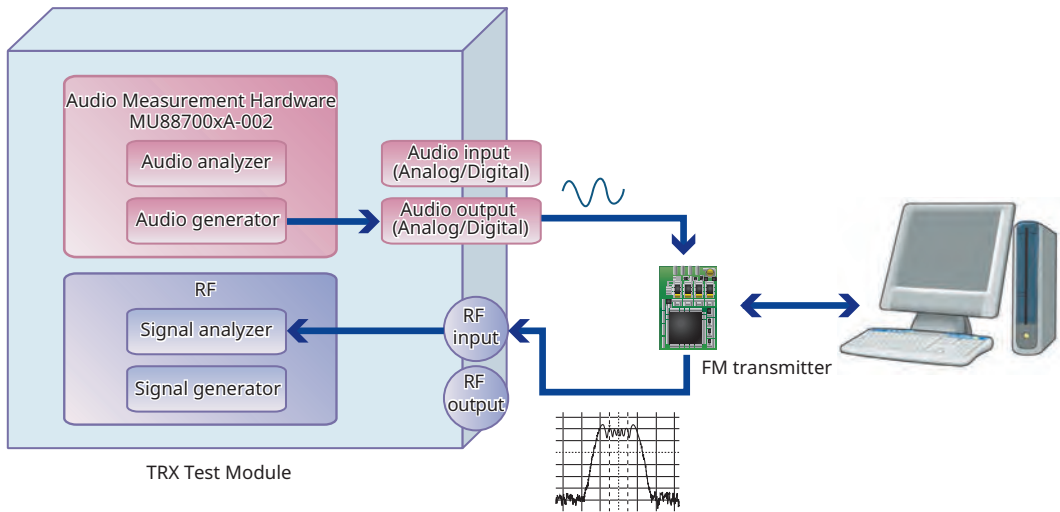 Audio Measurement Hardware
MU88700xA-002
Audio analyzer
Audio generator
Audio input
(Analog/Digital)
Audio output
(Analog/Digital)
RF
Signal analyzer
Signal generator
RF
input
RF
output
FM transmitter
TRX Test Module